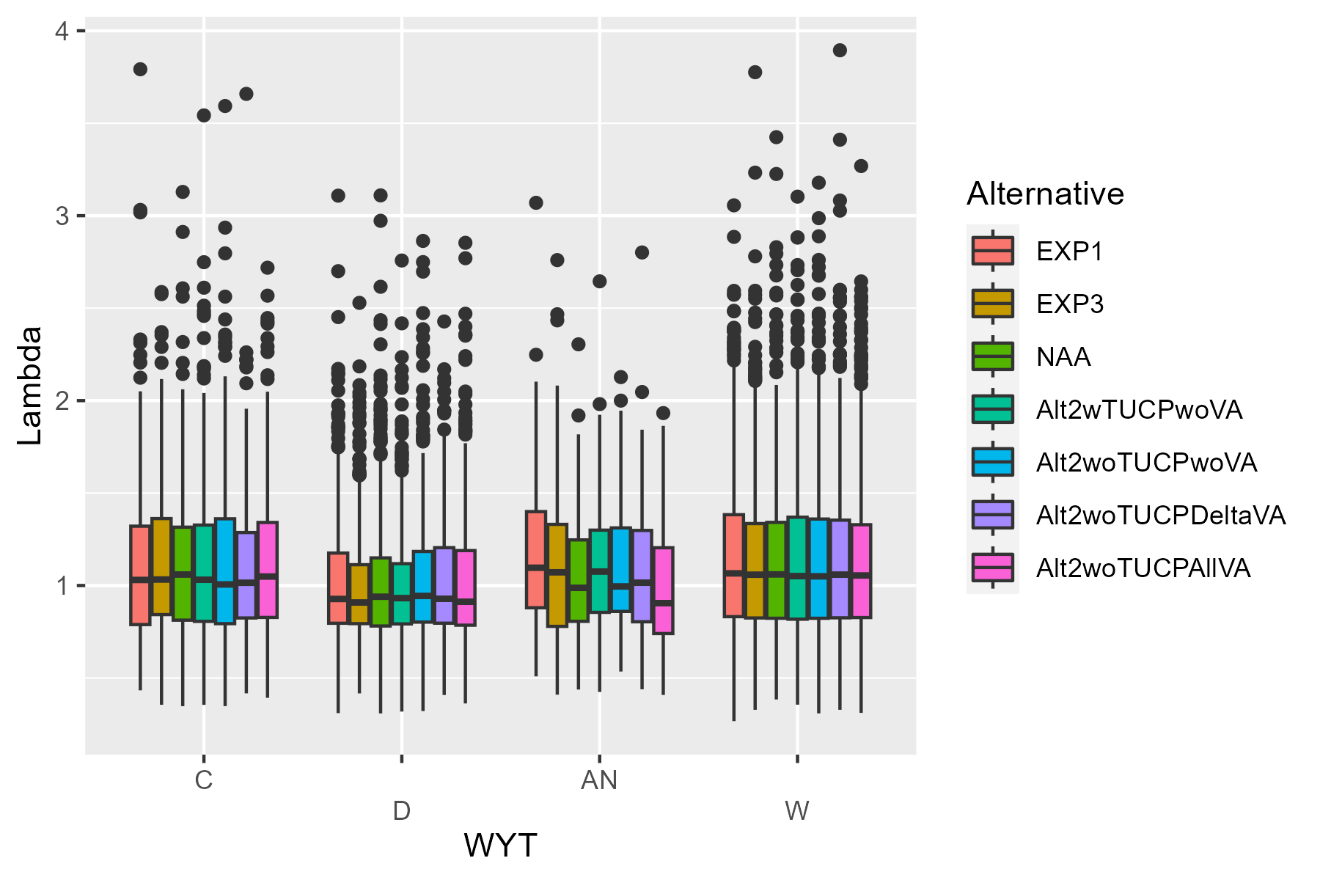 4
3
2
1
Lambda
C
D
AN
W
WYT
Alternative
EXP1
EXP3
NAA
Alt2wTUCPwoVA
Alt2woTUCPwoVA
Alt2woTUCPDeltaVA
Alt2woTUCPAllVA